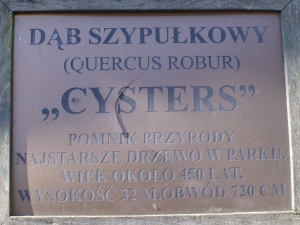 DĄB SZYPUŁKOWY
(QUERCUS ROBUR)
„CYSTERS”
POMNIK PRZYRODY
NAJSTARSZE DRZEWO W PARKU.
WIEK OKOŁO 450 LAT,
WYSOKOŚĆ 32 M,OBWÓD 720 CM